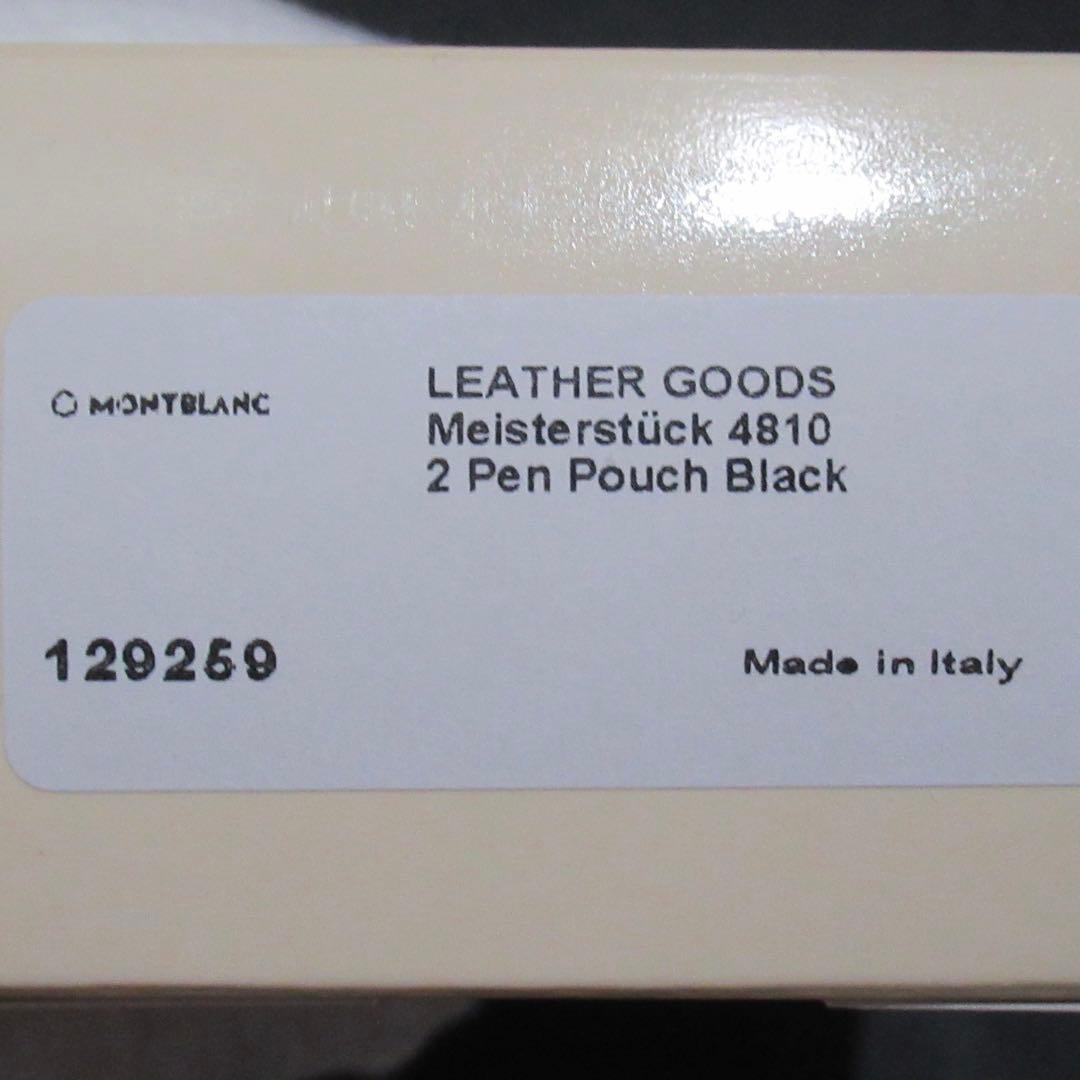 MONTBLANC
LEATHER GOODS
Meisterstück 4810
2 Pen Pouch Black
129259
Made in Italy